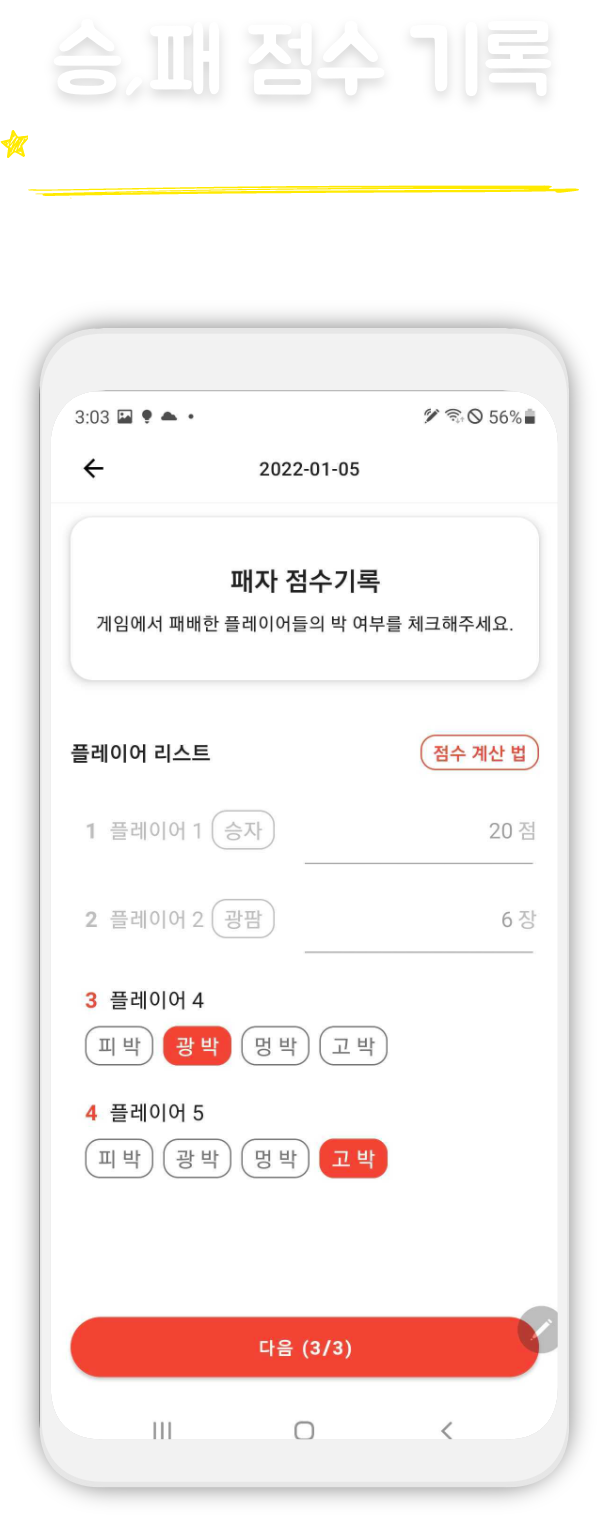 승,패 점수 기록
3:03
56%
2022-01-05
패자 점수기록
게임에서 패배한 플레이어들의 박 여부를 체크해주세요.
플레이어 리스트
점수 계산 법
1 플레이어 1 승자 20 점
2 플레이어 2 광팜 6 장
3 플레이어 4
피 박 광 박 멍 박 고 박
4 플레이어 5
피 박 광 박 멍 박 고 박
다음 (3/3)